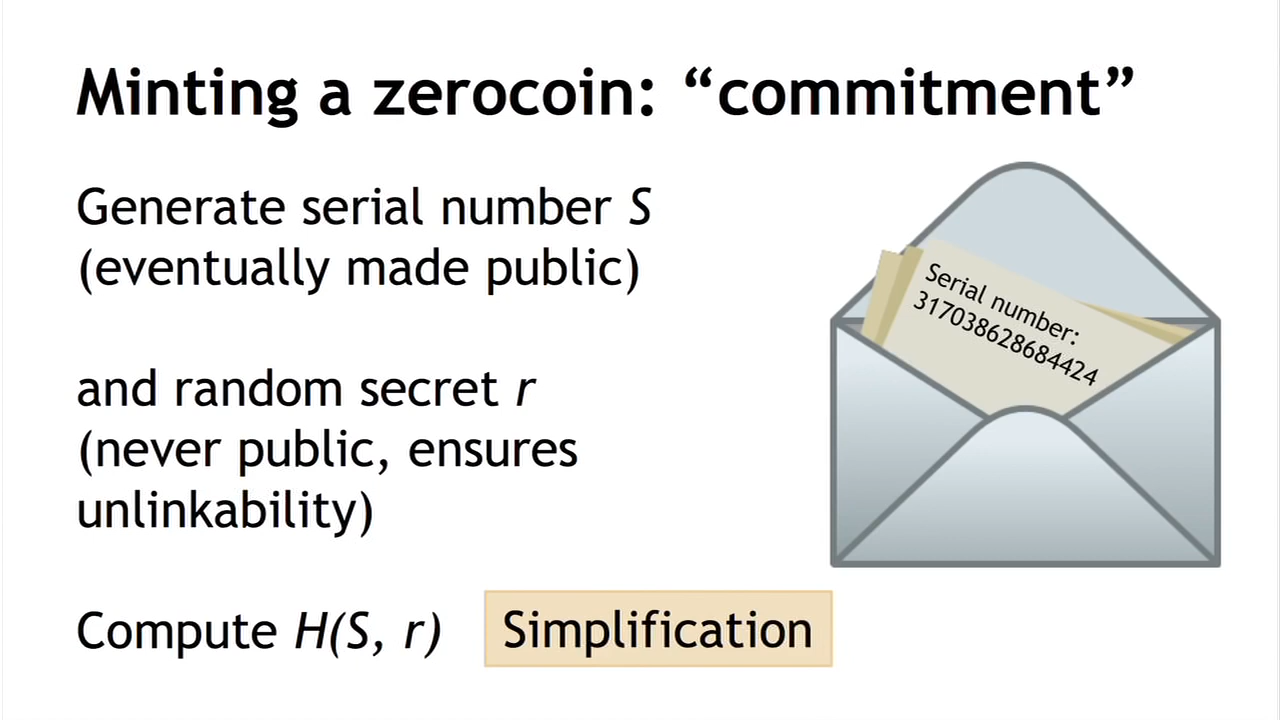 Minting a zerocoin: “commitment”
Generate serial number S
(eventually made public)
and random secret r
(never public, ensures
unlinkability)
Compute H(S, r)
Simplification
Serial number:
317038628684424